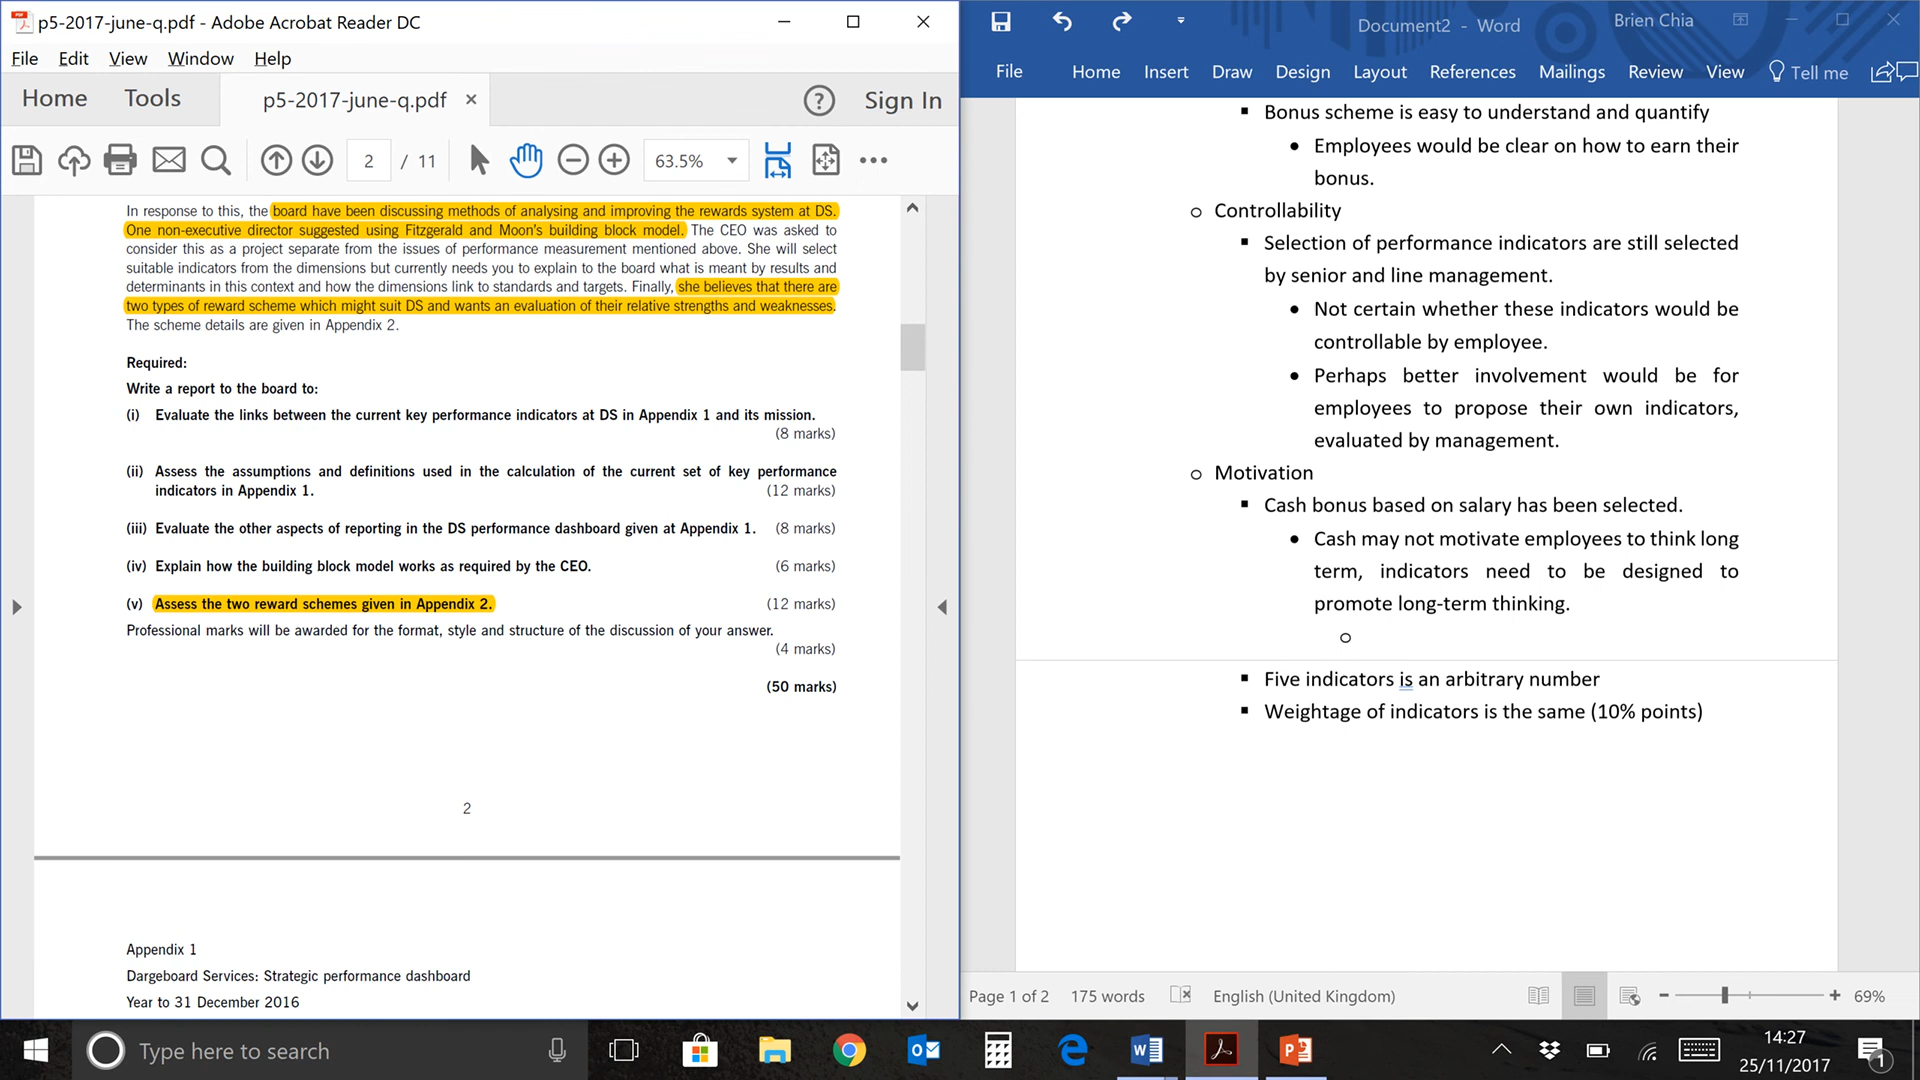 p5-2017-june-q.pdf - Adobe Acrobat Reader DC
File Edit View Window Help
Home Tools p5-2017-june-q.pdf × ? Sign In
2 / 11 63.5%
In response to this, the board have been discussing methods of analysing and improving the rewards system at DS.
One non-executive director suggested using Fitzgerald and Moon's building block model. The CEO was asked to
consider this as a project separate from the issues of performance measurement mentioned above. She will select
suitable indicators from the dimensions but currently needs you to explain to the board what is meant by results and
determinants in this context and how the dimensions link to standards and targets. Finally, she believes that there are
two types of reward scheme which might suit DS and wants an evaluation of their relative strengths and weaknesses.
The scheme details are given in Appendix 2.
Required:
Write a report to the board to:
(i) Evaluate the links between the current key performance indicators at DS in Appendix 1 and its mission.
(8 marks)
(ii) Assess the assumptions and definitions used in the calculation of the current set of key performance
indicators in Appendix 1. (12 marks)
(iii) Evaluate the other aspects of reporting in the DS performance dashboard given at Appendix 1. (8 marks)
(iv) Explain how the building block model works as required by the CEO. (6 marks)
(v) Assess the two reward schemes given in Appendix 2. (12 marks)
Professional marks will be awarded for the format, style and structure of the discussion of your answer.
(4 marks)
(50 marks)
2
Appendix 1
Dargeboard Services: Strategic performance dashboard
Year to 31 December 2016
Document2 - Word Brien Chia
File Home Insert Draw Design Layout References Mailings Review View Tell me
▪ Bonus scheme is easy to understand and quantify
• Employees would be clear on how to earn their
bonus.
o Controllability
▪ Selection of performance indicators are still selected
by senior and line management.
• Not certain whether these indicators would be
controllable by employee.
• Perhaps better involvement would be for
employees to propose their own indicators,
evaluated by management.
o Motivation
▪ Cash bonus based on salary has been selected.
• Cash may not motivate employees to think long
term, indicators need to be designed to
promote long-term thinking.
o
▪ Five indicators is an arbitrary number
▪ Weightage of indicators is the same (10% points)
Page 1 of 2 175 words English (United Kingdom) 69%
Type here to search
14:27
25/11/2017
1